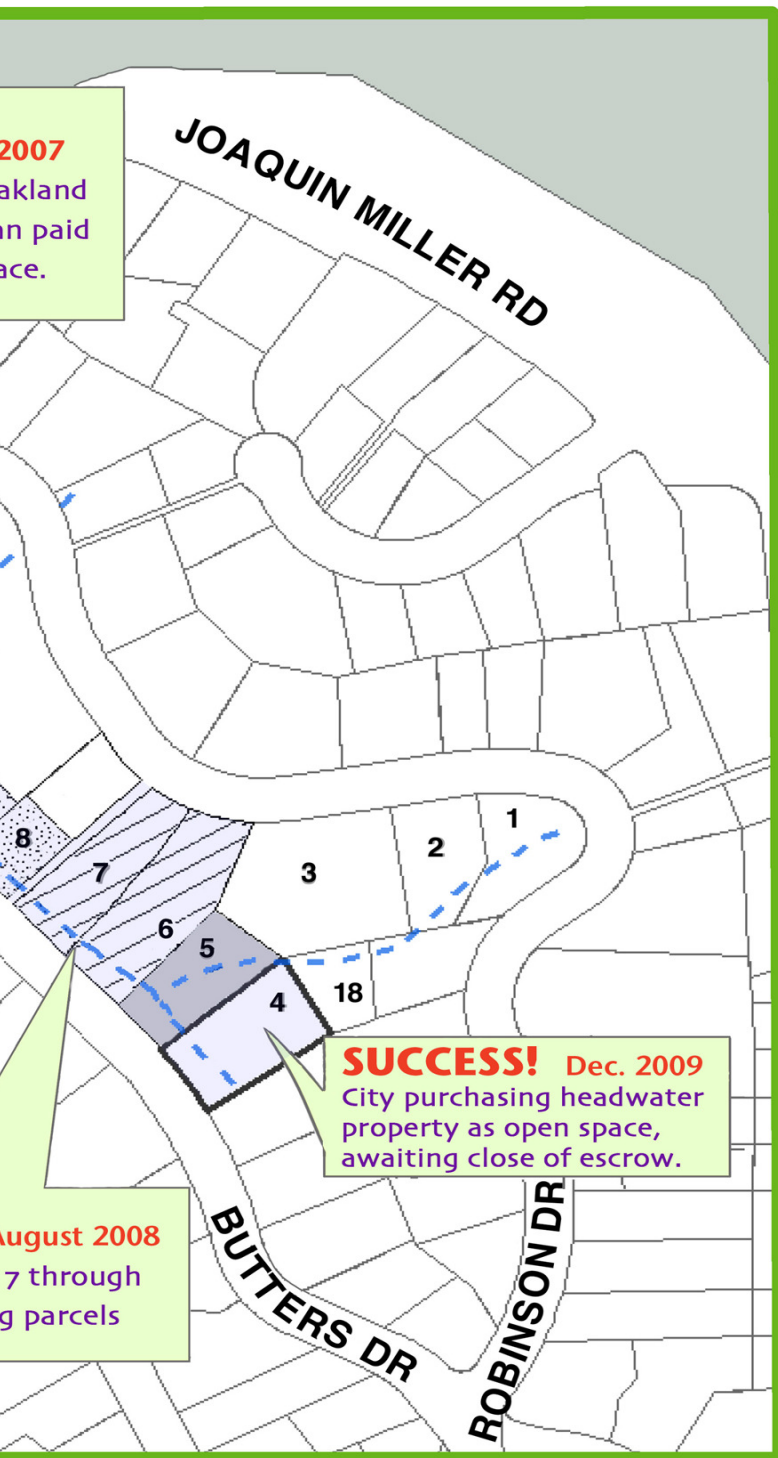 2007
akland
an paid
ace.
JOAQUIN MILLER RD
8
7
6
5
4
3
2
1
18
SUCCESS! Dec. 2009
City purchasing headwater
property as open space,
awaiting close of escrow.
August 2008
7 through
g parcels
BUTTERS DR
ROBINSON DR